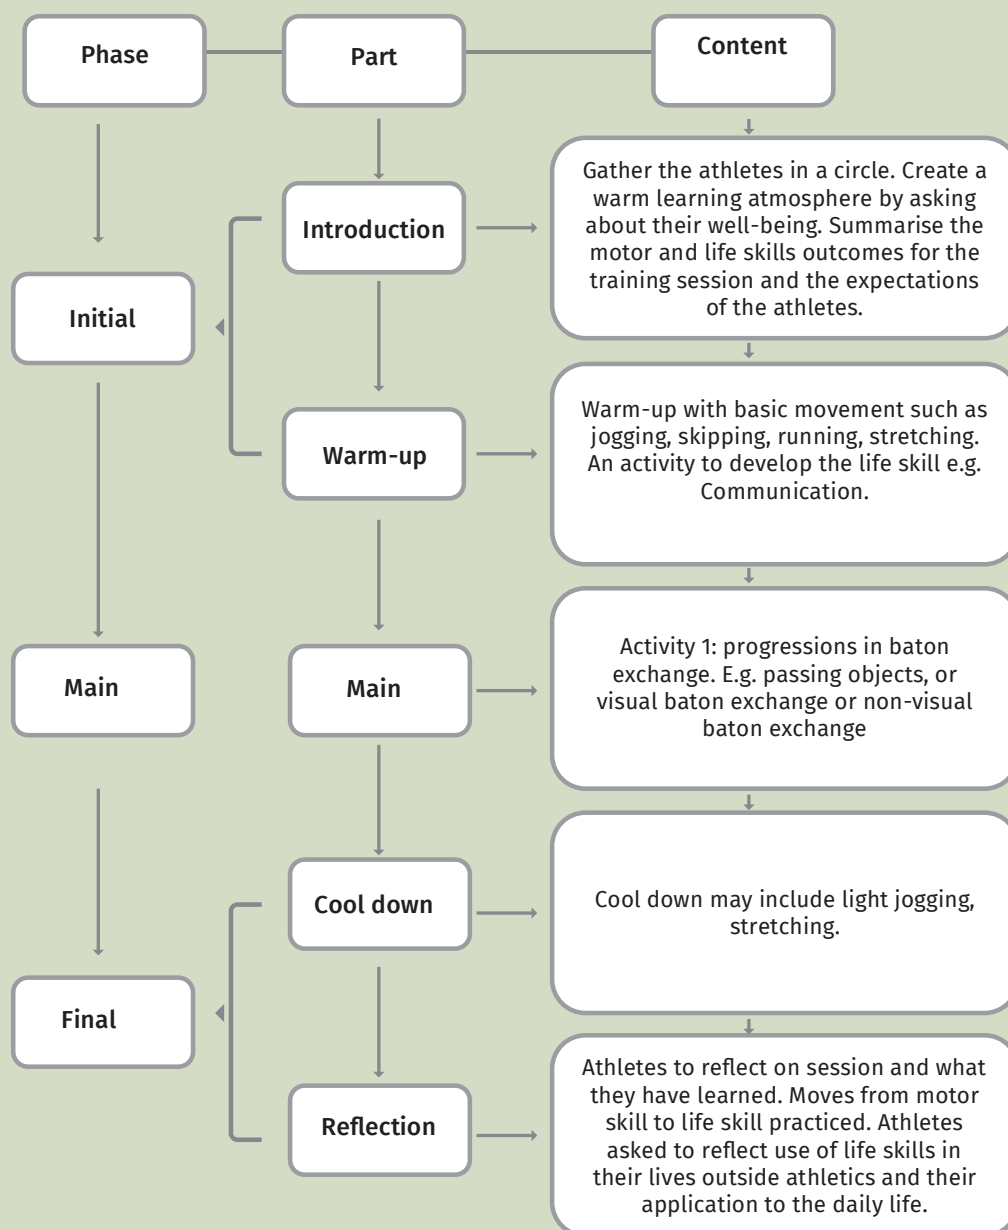 Phase
Part
Content
Gather the athletes in a circle. Create a
warm learning atmosphere by asking
about their well-being. Summarise the
motor and life skills outcomes for the
training session and the expectations
of the athletes.
Introduction
Initial
Warm-up with basic movement such as
jogging, skipping, running, stretching.
An activity to develop the life skill e.g.
Communication.
Warm-up
Activity 1: progressions in baton
exchange. E.g. passing objects, or
visual baton exchange or non-visual
baton exchange
Main
Main
Cool down may include light jogging,
stretching.
Cool down
Final
Athletes to reflect on session and what
they have learned. Moves from motor
skill to life skill practiced. Athletes
asked to reflect use of life skills in
their lives outside athletics and their
application to the daily life.
Reflection